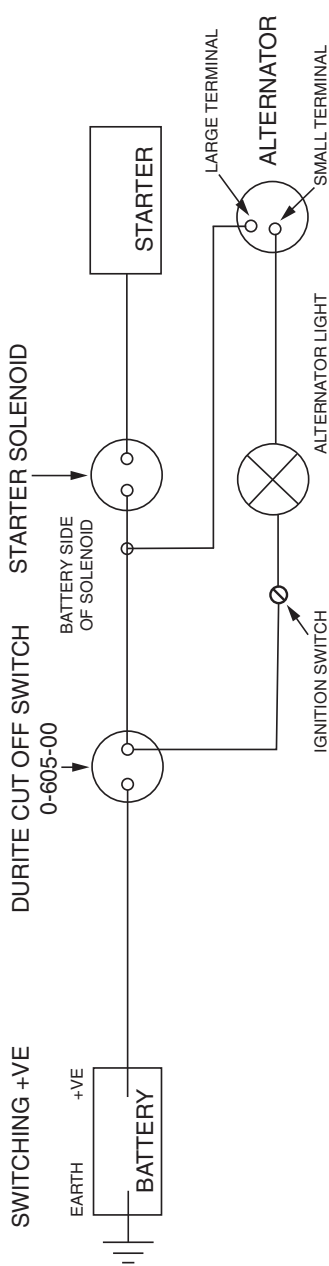 SWITCHING +VE
EARTH
+VE
BATTERY
DURITE CUT OFF SWITCH
0-605-00
STARTER SOLENOID
BATTERY SIDE
OF SOLENOID
STARTER
IGNITION SWITCH
ALTERNATOR LIGHT
LARGE TERMINAL
ALTERNATOR
SMALL TERMINAL